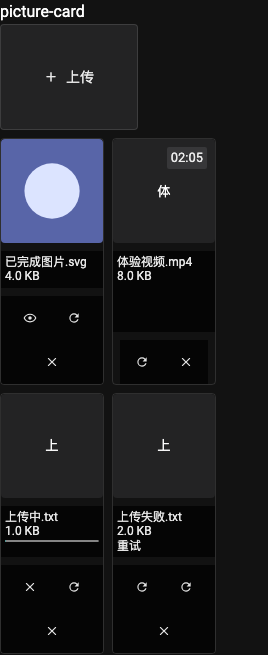 picture-card
+ 上传
02:05
体
已完成图片.svg
4.0 KB
体验视频.mp4
8.0 KB
上
上
上传中.txt
1.0 KB
上传失败.txt
2.0 KB
重试